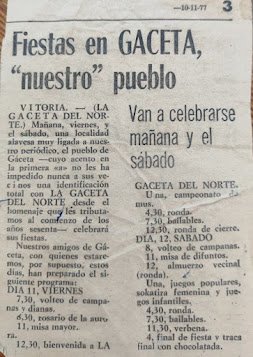 —10-11-77
3
Fiestas en GACETA,
"nuestro" pueblo
VITORIA. — (LA
GACETA DEL NOR-
TE.) Mañana, viernes, y
el sábado, una localidad
alavesa muy ligada a nuestro
periódico, el pueblo de
Gáceta —cuyo acento en
la primera «a» no les ha
impedido nunca a sus ve-
cinos una identificación
total con LA GACETA
DEL NORTE desde el
homenaje que les tributa-
mos al comienzo de los
años sesenta— celebrará
sus fiestas.
Nuestros amigos de Gá-
ceta, con quienes estare-
mos, por supuesto, estos
días, han preparado el si-
guiente programa:
DIA 11, VIERNES
7,30, volteo de campa-
nas y dianas.
8,30, rosario de la auro-
11, misa mayor.
12,30, bienvenida a LA
Van a celebrarse
mañana y el
sábado
GACETA DEL NORTE.
Una, campeonato da-
mas.
4,30, ronda.
7,30, bailables.
12,30, ronda de cierre.
DIA, 12, SABADO
8, volteo de campanas.
11, misa de difuntos.
12, almuerzo vecinal
(ronda).
Una, juegos populares,
sokatira femenina y jue-
gos infantiles,
4,30, ronda.
7,30, bailables.
11,30, verbena.
4, final de fiesta y traca
final con chocolatada.